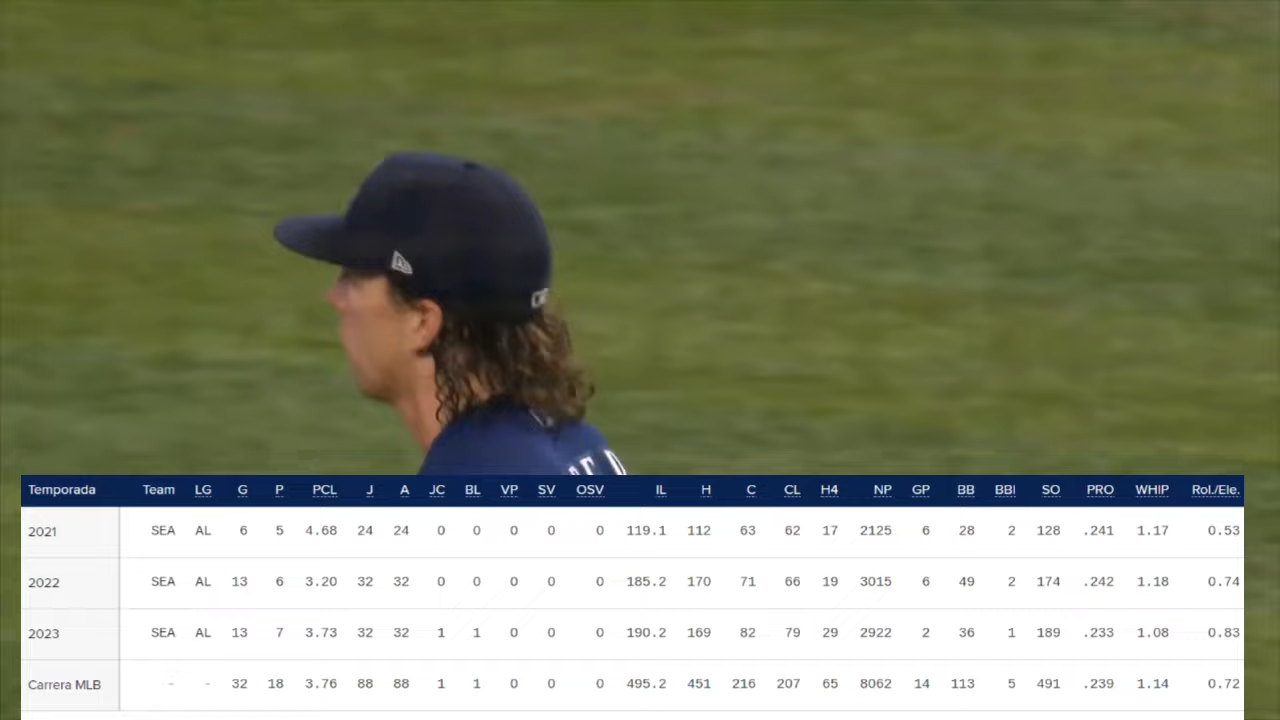 Temporada Team LG G P PCL J A JC BL VP SV OSV IL H C CL H4 NP GP BB BBI SO PRO WHIP Rol./Ele.
2021 SEA AL 6 5 4.68 24 24 0 0 0 0 0 119.1 112 63 62 17 2125 6 28 2 128 .241 1.17 0.53
2022 SEA AL 13 6 3.20 32 32 0 0 0 0 0 185.2 170 71 66 19 3015 6 49 2 174 .242 1.18 0.74
2023 SEA AL 13 7 3.73 32 32 1 1 0 0 0 190.2 169 82 79 29 2922 2 36 1 189 .233 1.08 0.83
Carrera MLB - - 32 18 3.76 88 88 1 1 0 0 0 495.2 451 216 207 65 8062 14 113 5 491 .239 1.14 0.72